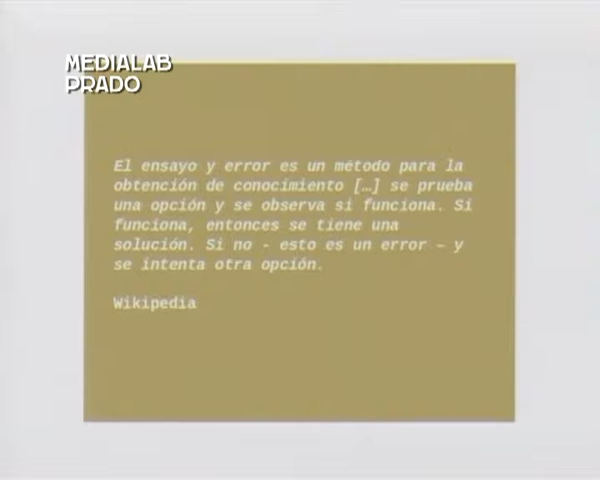 MEDIALAB
PRADO
El ensayo y error es un método para la
obtención de conocimiento […] se prueba
una opción y se observa si funciona. Si
funciona, entonces se tiene una
solución. Si no - esto es un error – y
se intenta otra opción.
Wikipedia